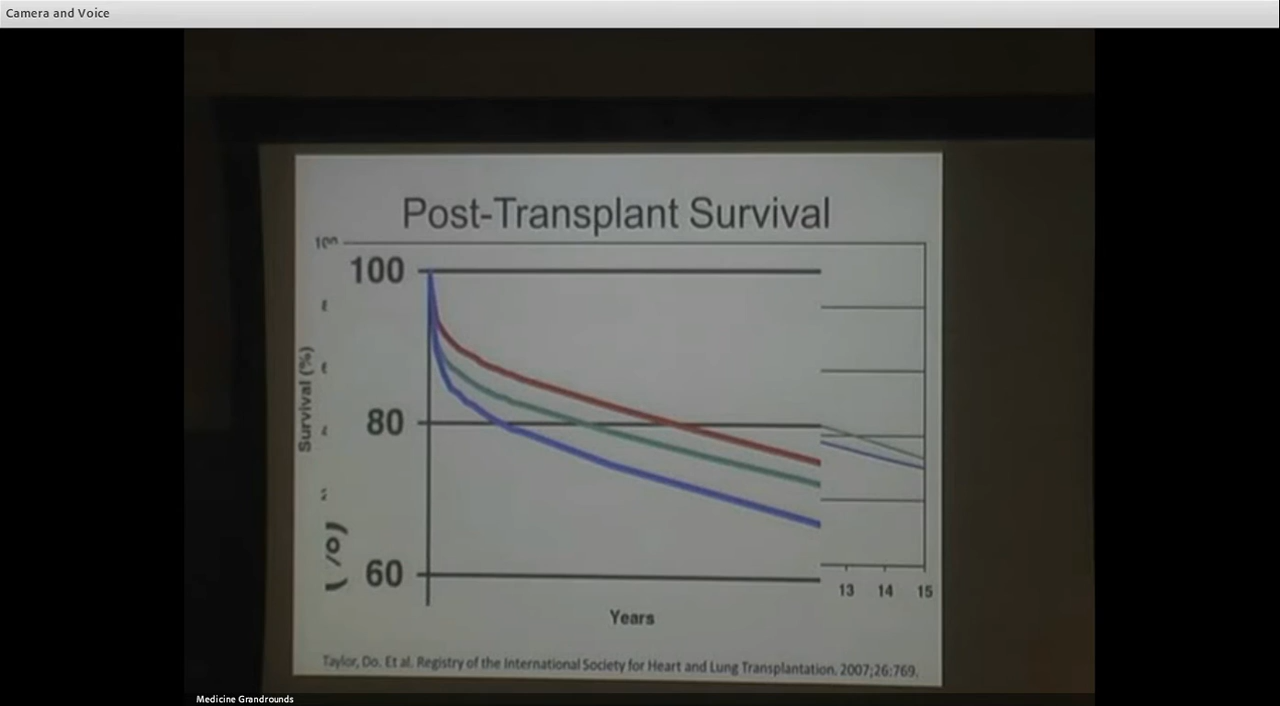 Camera and Voice
Post-Transplant Survival
100
80
60
Survival (%)
13 14 15
Years
Taylor, Do. Et al. Registry of the International Society for Heart and Lung Transplantation. 2007;26:769.
Medicine Grandrounds